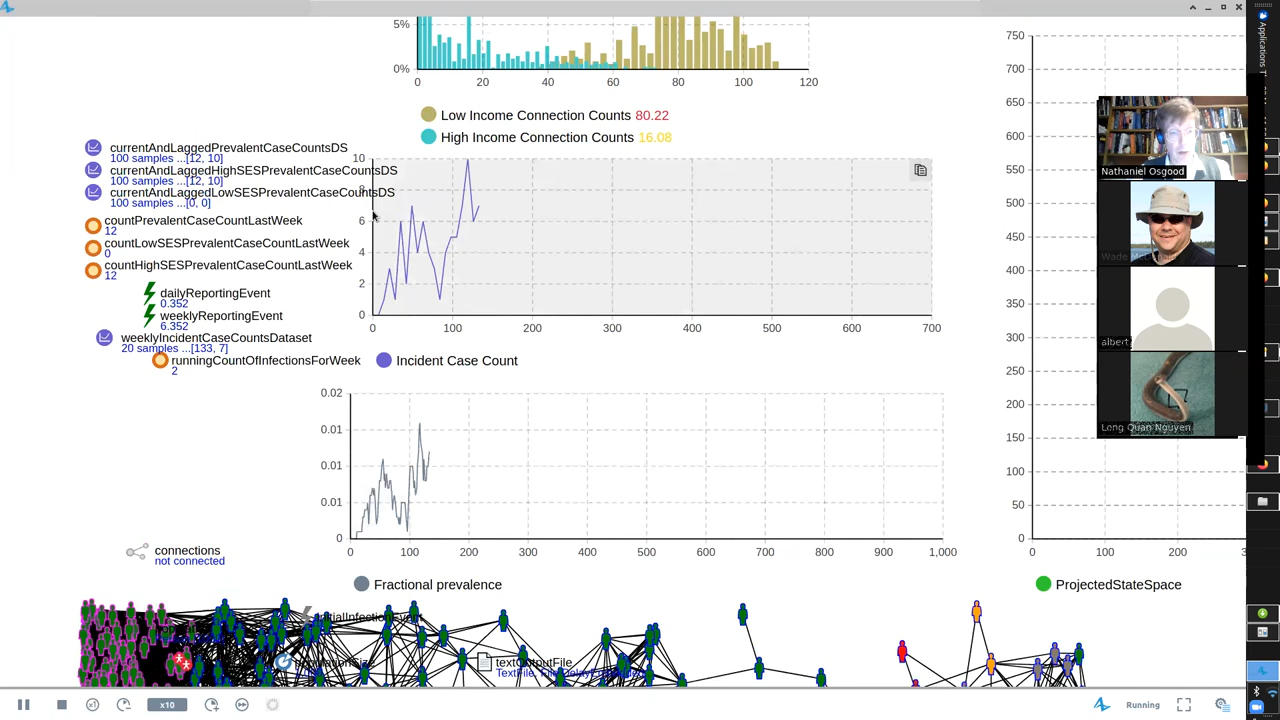 5%
0%
0 20 40 60 80 100 120
Low Income Connection Counts 80.22
High Income Connection Counts 16.08
currentAndLaggedPrevalentCaseCountsDS
100 samples ...[12, 10]
currentAndLaggedHighSESPrevalentCaseCountsDS
100 samples ...[12, 10]
currentAndLaggedLowSESPrevalentCaseCountsDS
100 samples ...[0, 0]
countPrevalentCaseCountLastWeek
12
countLowSESPrevalentCaseCountLastWeek
0
countHighSESPrevalentCaseCountLastWeek
12
dailyReportingEvent
0.352
weeklyReportingEvent
6.352
weeklyIncidentCaseCountsDataset
20 samples ...[133, 7]
runningCountOfInfectionsForWeek
2
10
8
6
4
2
0
0 100 200 300 400 500 600 700
Incident Case Count
0.02
0.01
0.01
0.01
0
0 100 200 300 400 500 600 700 800 900 1,000
Fractional prevalence
connections
not connected
initialInfectionEvent
textOutputFile
750
700
650
600
550
500
450
400
350
300
250
200
150
100
50
0
0 100 200
ProjectedStateSpace
Nathaniel Osgood
albert
Long Quan Nguyen
Applications
x1
x10
Running